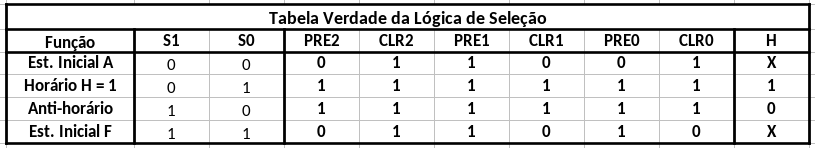 Tabela Verdade da Lógica de Seleção
Função S1 S0 PRE2 CLR2 PRE1 CLR1 PRE0 CLR0 H
Est. Inicial A 0 0 0 1 1 0 0 1 X
Horário H = 1 0 1 1 1 1 1 1 1 1
Anti-horário 1 0 1 1 1 1 1 1 0
Est. Inicial F 1 1 0 1 1 0 1 0 X